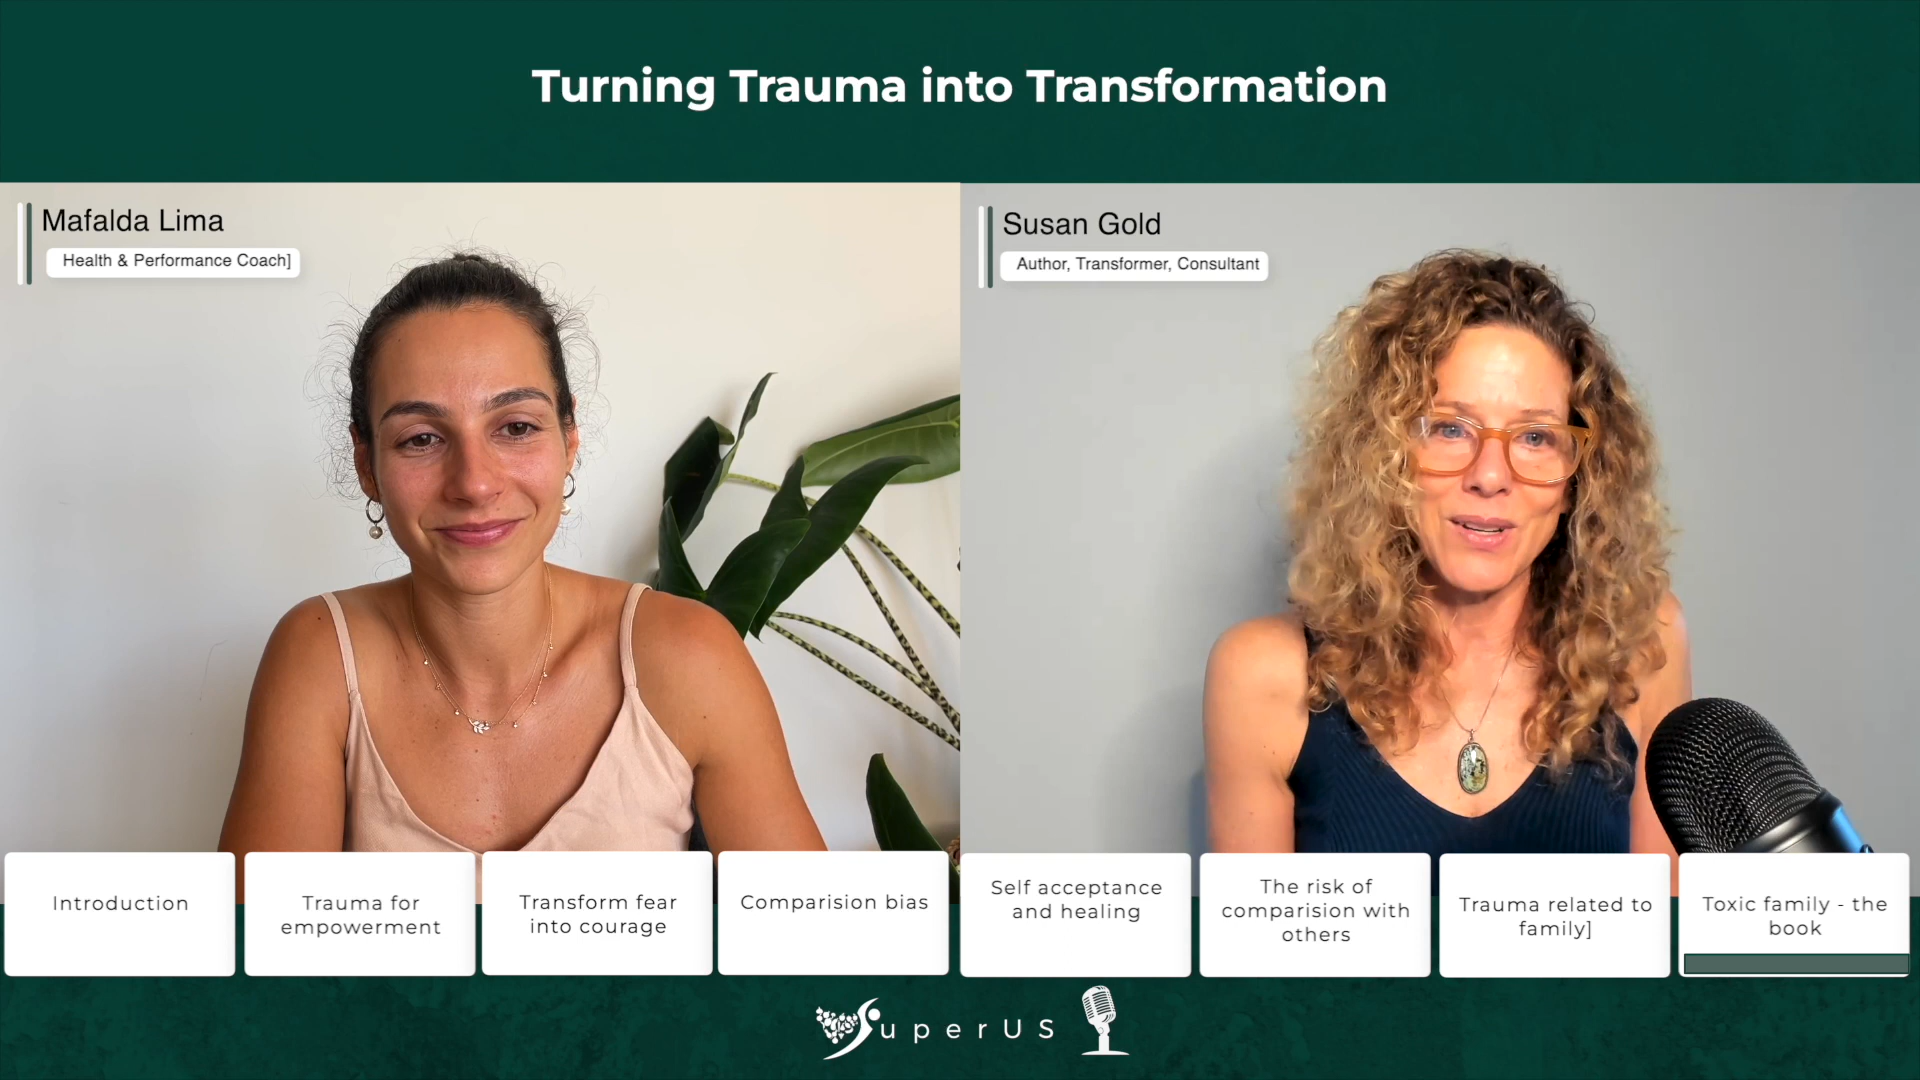 Turning Trauma into Transformation
Mafalda Lima
Health & Performance Coach]
Susan Gold
Author, Transformer, Consultant
Introduction
Trauma for
empowerment
Transform fear
into courage
Comparision bias
Self acceptance
and healing
The risk of
comparision with
others
Trauma related to
family]
Toxic family - the
book
SuperUS